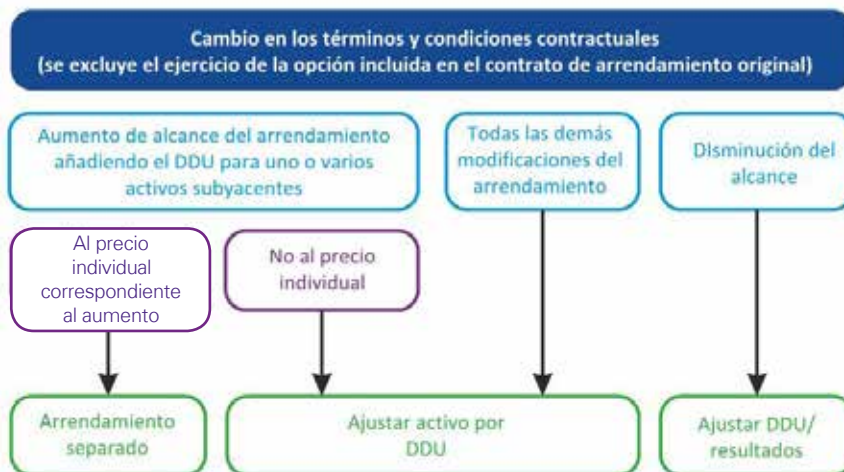 Cambio en los términos y condiciones contractuales
(se excluye el ejercicio de la opción incluida en el contrato de arrendamiento original)
Aumento de alcance del arrendamiento
añadiendo el DDU para uno o varios
activos subyacentes
Todas las demás
modificaciones del
arrendamiento
Disminución del
alcance
Al precio
individual
correspondiente
al aumento
No al precio
individual
Arrendamiento
separado
Ajustar activo por
DDU
Ajustar DDU/
resultados